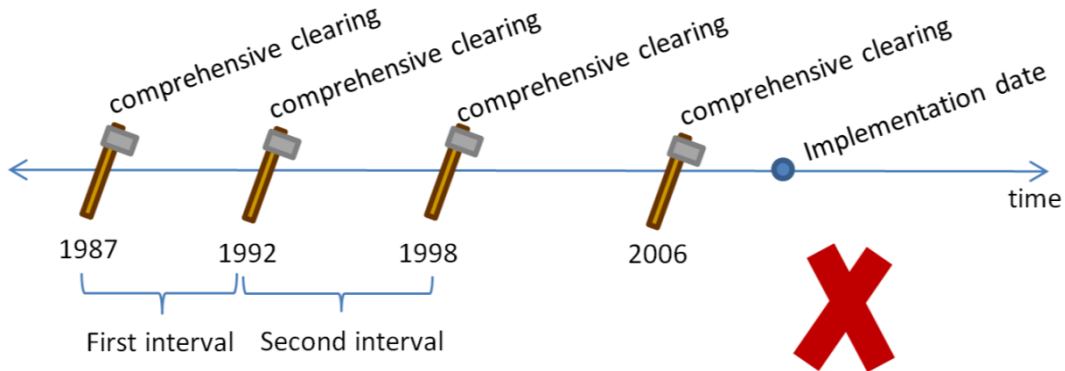 comprehensive clearing
comprehensive clearing
comprehensive clearing
comprehensive clearing
Implementation date
time
1987
1992
1998
2006
First interval
Second interval